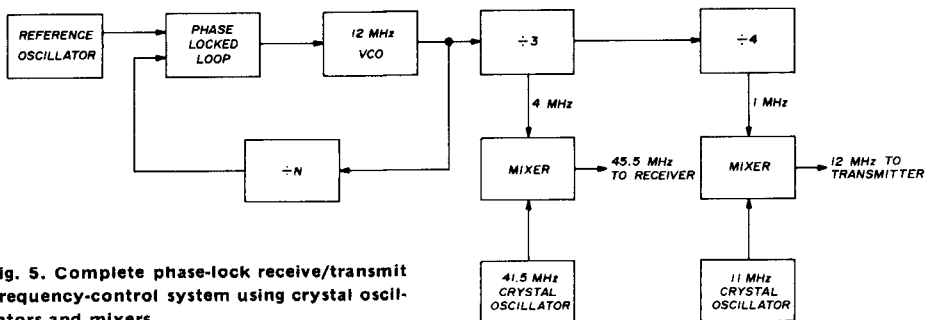 REFERENCE
OSCILLATOR
PHASE
LOCKED
LOOP
12 MHz
VCO
÷3
÷4
4 MHz
1 MHz
÷N
MIXER
45.5 MHz
TO RECEIVER
MIXER
12 MHz TO
TRANSMITTER
41.5 MHz
CRYSTAL
OSCILLATOR
11 MHz
CRYSTAL
OSCILLATOR
ig. 5. Complete phase-lock receive/transmit
requency-control system using crystal oscil-
ators and mixers